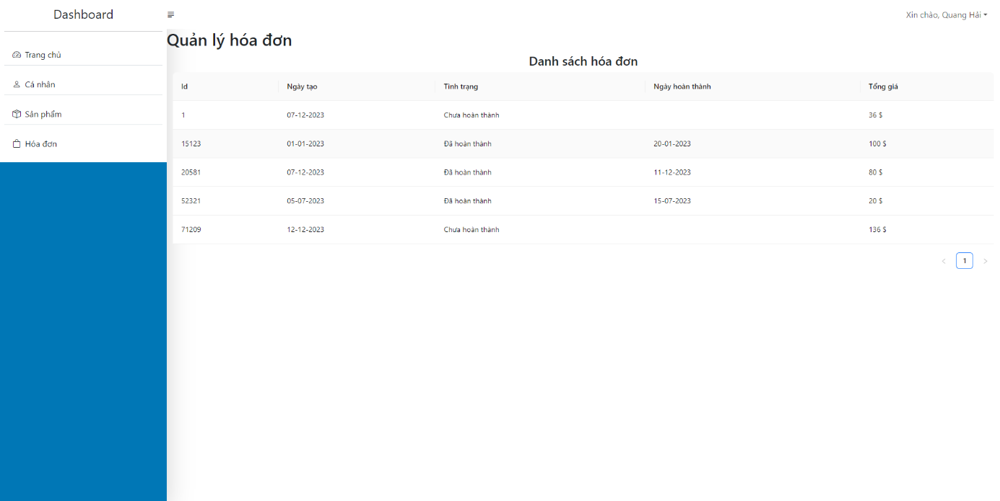 Dashboard
Xin chào, Quang Hải
Trang chủ
Cá nhân
Sản phẩm
Hóa đơn
Quản lý hóa đơn
Danh sách hóa đơn
Id Ngày tạo Tình trạng Ngày hoàn thành Tổng giá
1 07-12-2023 Chưa hoàn thành 36 $
15123 01-01-2023 Đã hoàn thành 20-01-2023 100 $
20581 07-12-2023 Đã hoàn thành 11-12-2023 80 $
52321 05-07-2023 Đã hoàn thành 15-07-2023 20 $
71209 12-12-2023 Chưa hoàn thành 136 $
< 1 >